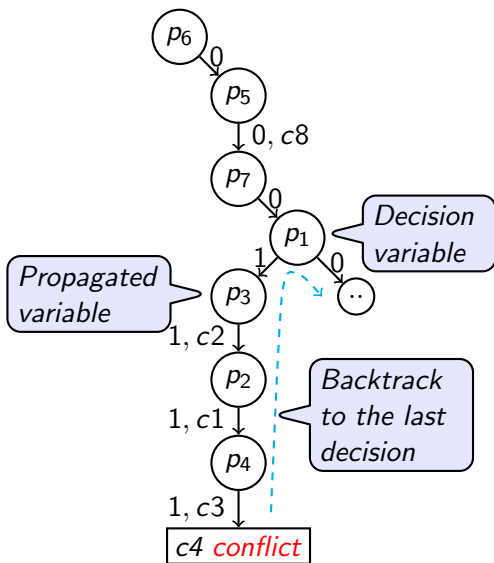 p6
0
p5
0, c8
p7
0
p1
Decision
variable
1
0
Propagated
variable
p3
..
1, c2
p2
Backtrack
to the last
decision
1, c1
p4
1, c3
c4 conflict